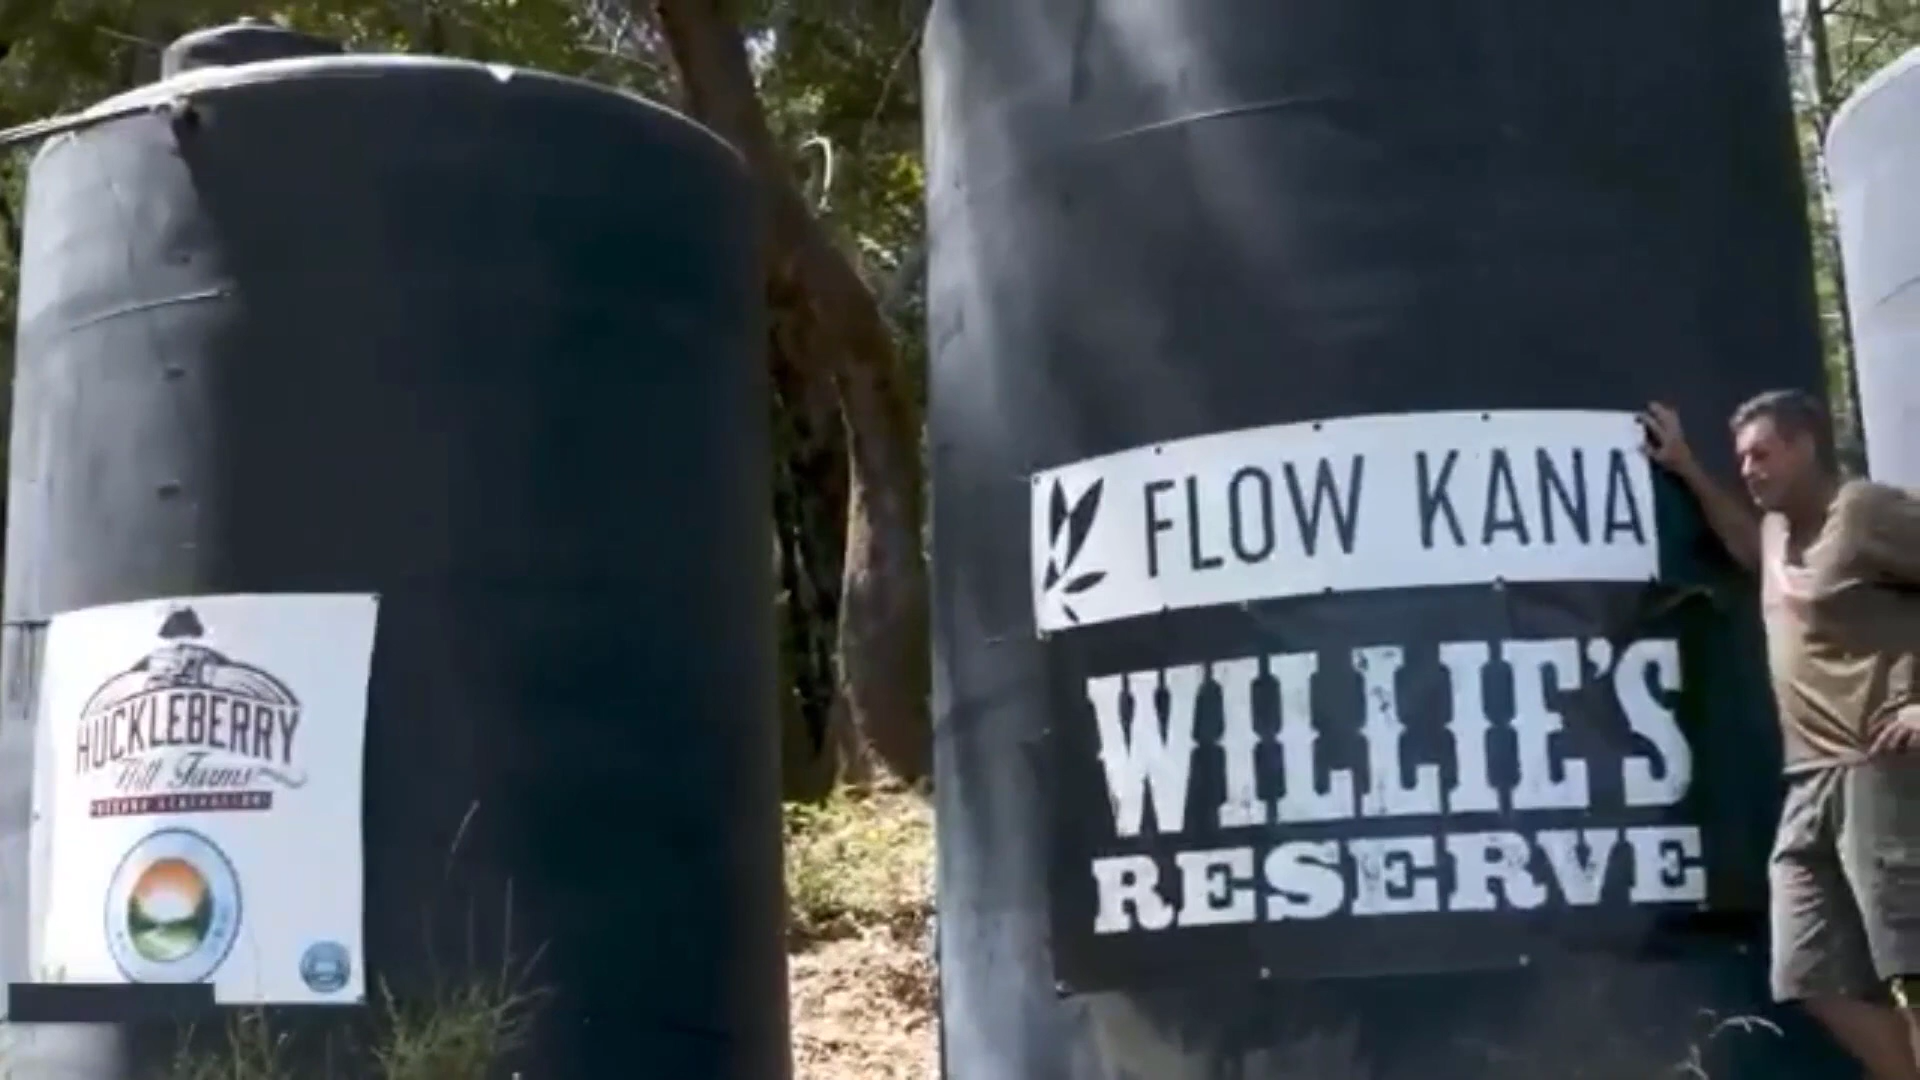 HUCKLEBERRY
Hill Farms
FLOW KANA
WILLIE'S
RESERVE